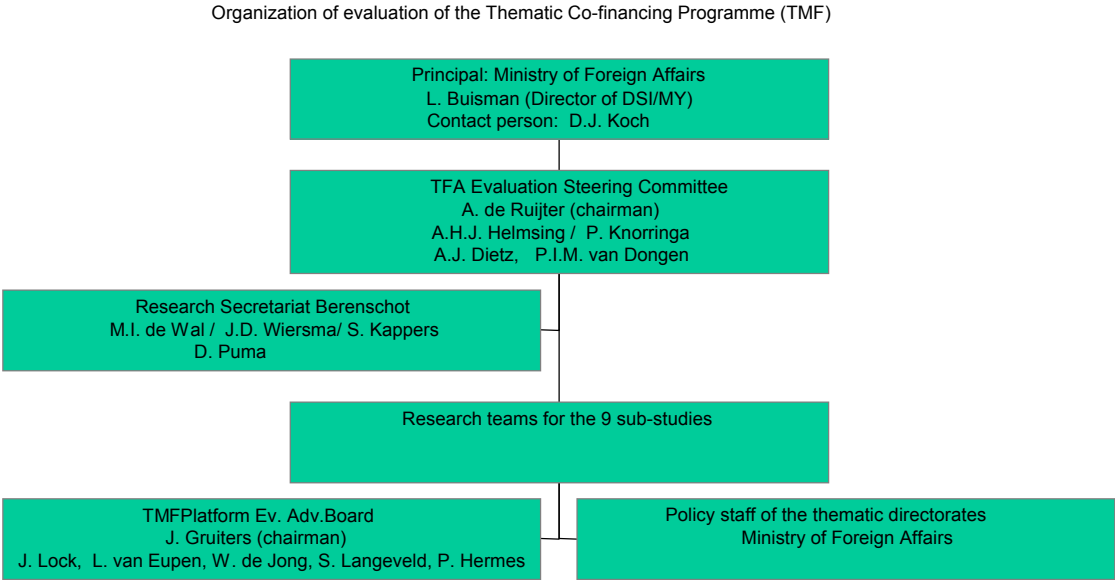 Organization of evaluation of the Thematic Co-financing Programme (TMF)
Principal: Ministry of Foreign Affairs
L. Buisman (Director of DSI/MY)
Contact person: D.J. Koch
TFA Evaluation Steering Committee
A. de Ruijter (chairman)
A.H.J. Helmsing / P. Knorringa
A.J. Dietz, P.I.M. van Dongen
Research Secretariat Berenschot
M.I. de Wal / J.D. Wiersma/ S. Kappers
D. Puma
Research teams for the 9 sub-studies
TMFPlatform Ev. Adv.Board
J. Gruiters (chairman)
J. Lock, L. van Eupen, W. de Jong, S. Langeveld, P. Hermes
Policy staff of the thematic directorates
Ministry of Foreign Affairs